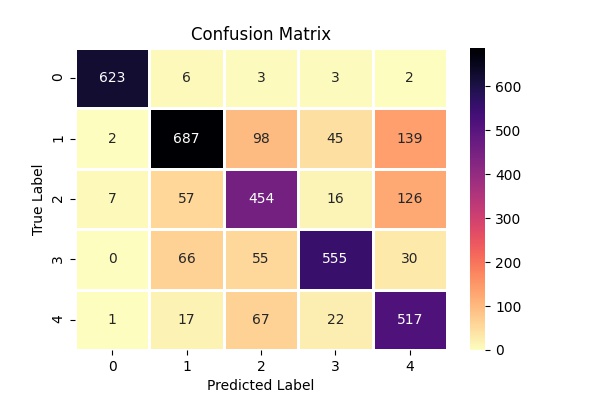 Confusion Matrix
True Label
0 623 6 3 3 2
1 2 687 98 45 139
2 7 57 454 16 126
3 0 66 55 555 30
4 1 17 67 22 517
0 1 2 3 4
Predicted Label
600
500
400
300
200
100
0